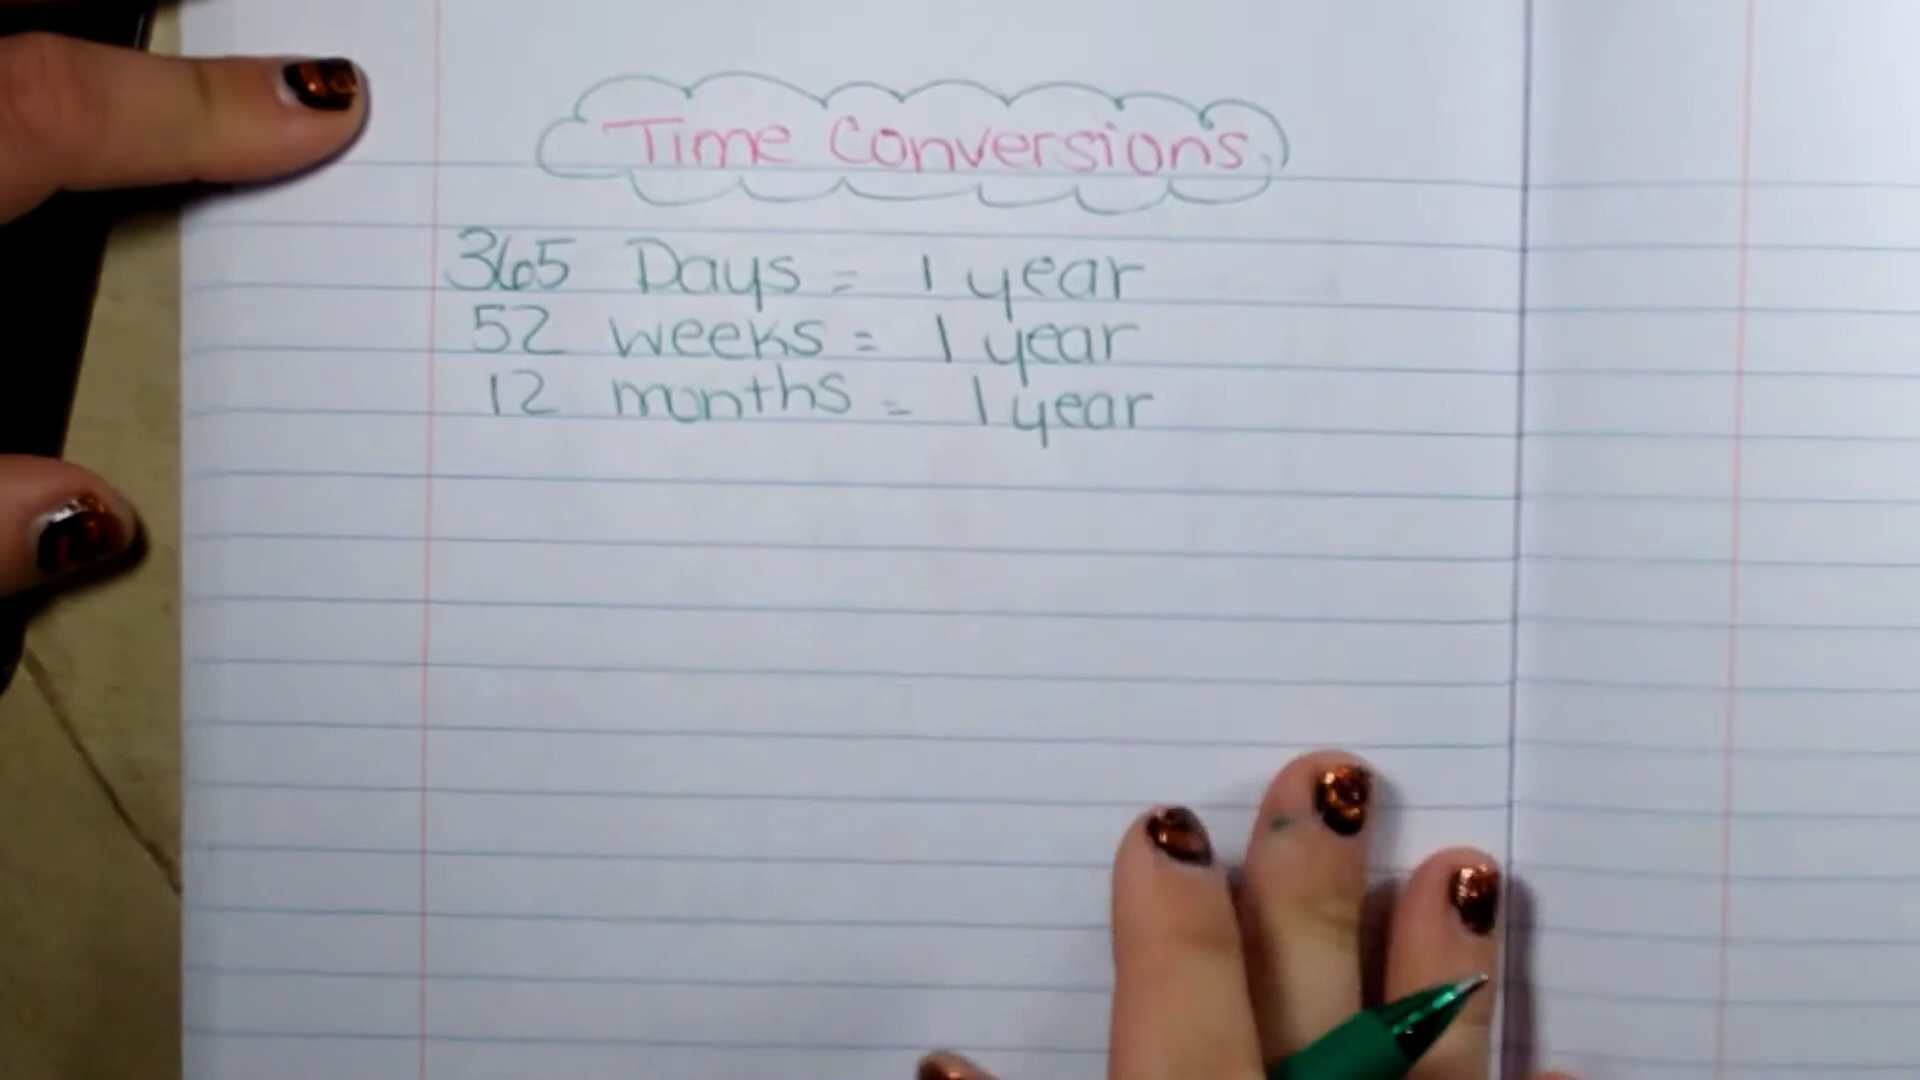 Time Conversions
365 Days = 1 year
52 weeks = 1 year
12 months = 1 year